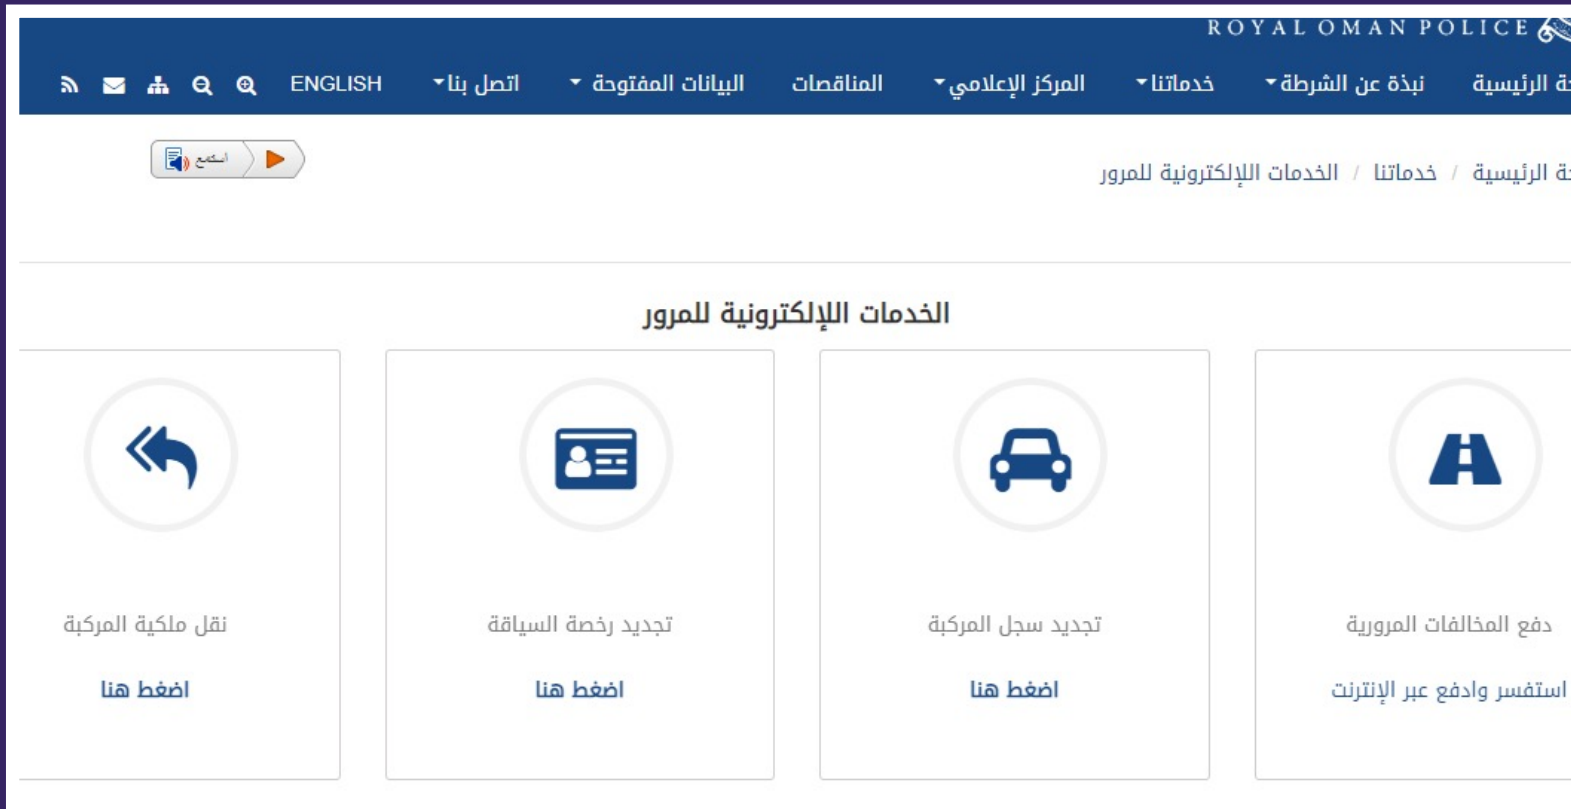 ROYAL OMAN POLICE
الرئيسية نبذة عن الشرطة خدماتنا المركز الإعلامي المناقصات البيانات المفتوحة اتصل بنا ENGLISH
استمع
الرئيسية / خدماتنا / الخدمات اللإلكترونية للمرور
الخدمات اللإلكترونية للمرور
دفع المخالفات المرورية
استفسر وادفع عبر الإنترنت
تجديد سجل المركبة
اضغط هنا
تجديد رخصة السياقة
اضغط هنا
نقل ملكية المركبة
اضغط هنا